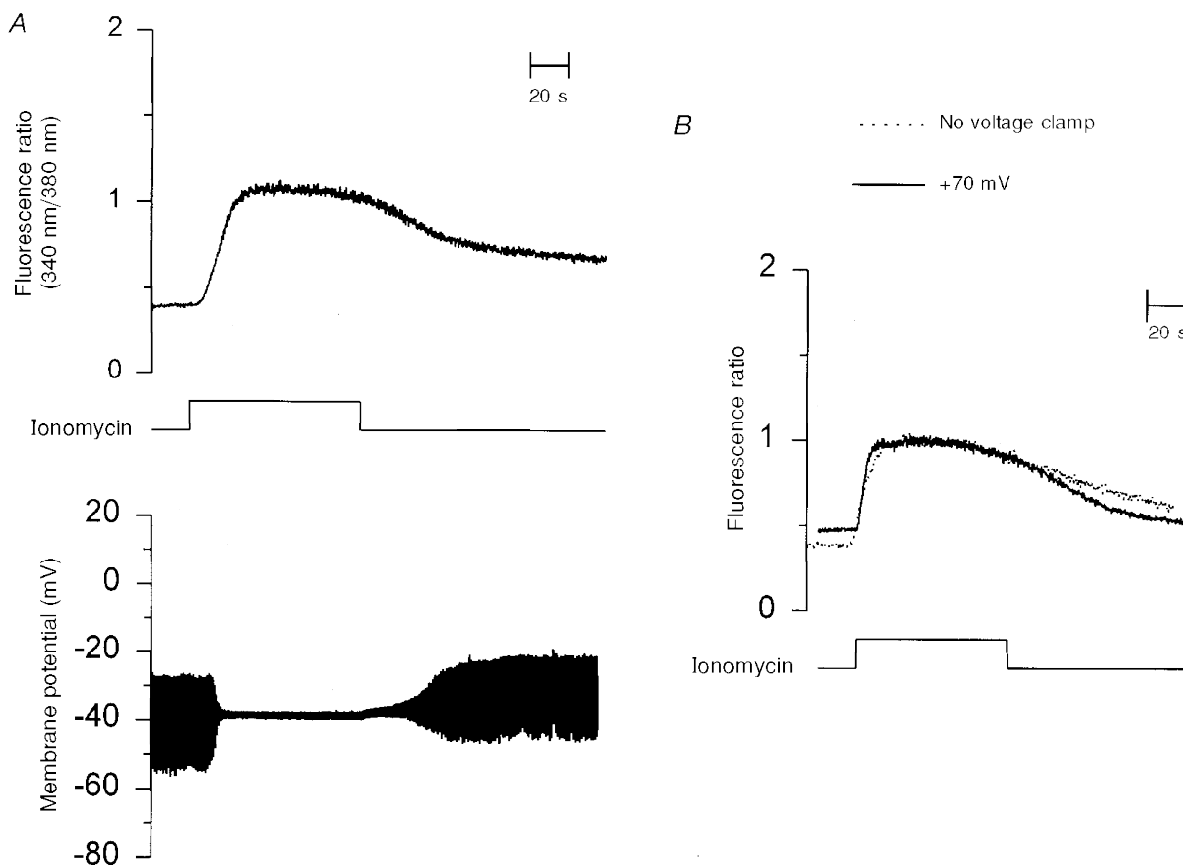 A
2
1
0
Fluorescence ratio
(340 nm/380 nm)
20 s
Ionomycin
20
0
-20
-40
-60
-80
Membrane potential (mV)
B
No voltage clamp
+70 mV
2
1
0
Fluorescence ratio
20 s
Ionomycin